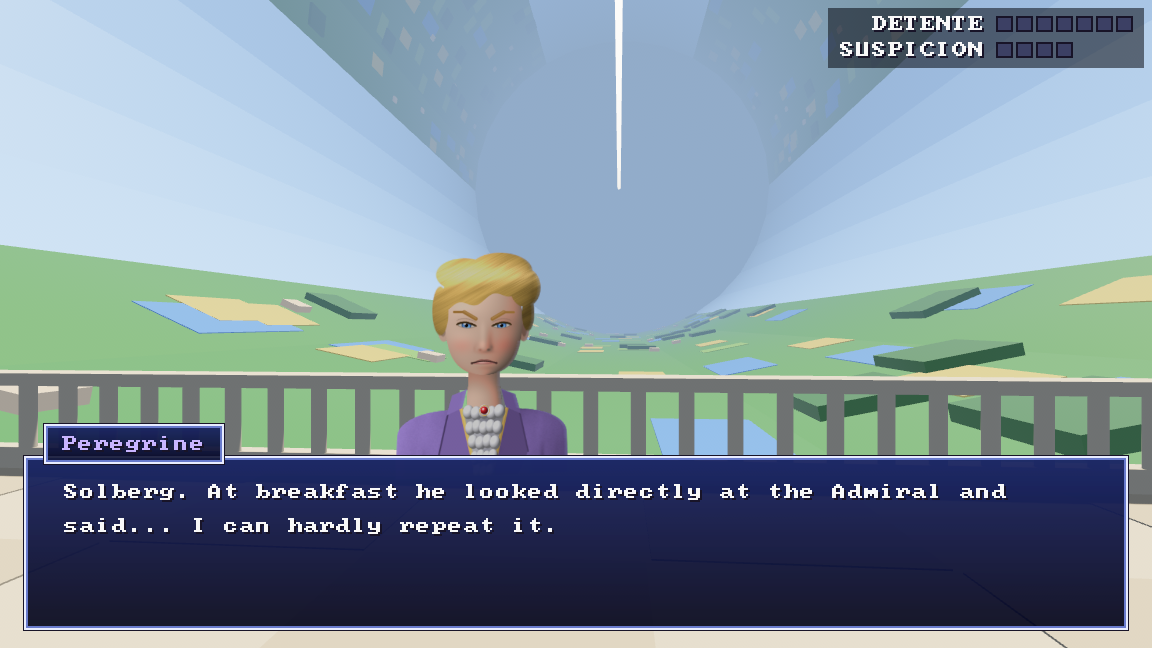 DETENTE
SUSPICION
Peregrine
Solberg. At breakfast he looked directly at the Admiral and
said... I can hardly repeat it.